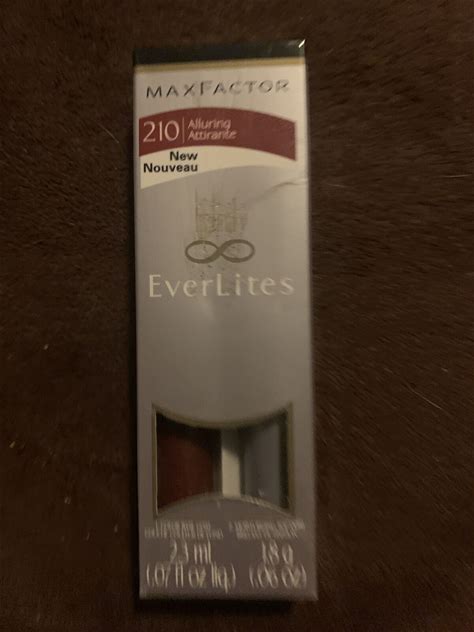 MAXFACTOR
210 Alluring
Attirante
New
Nouveau
EverLites
2.3 ml 1.8 g
(.07 fl oz liq.) (.06 oz)